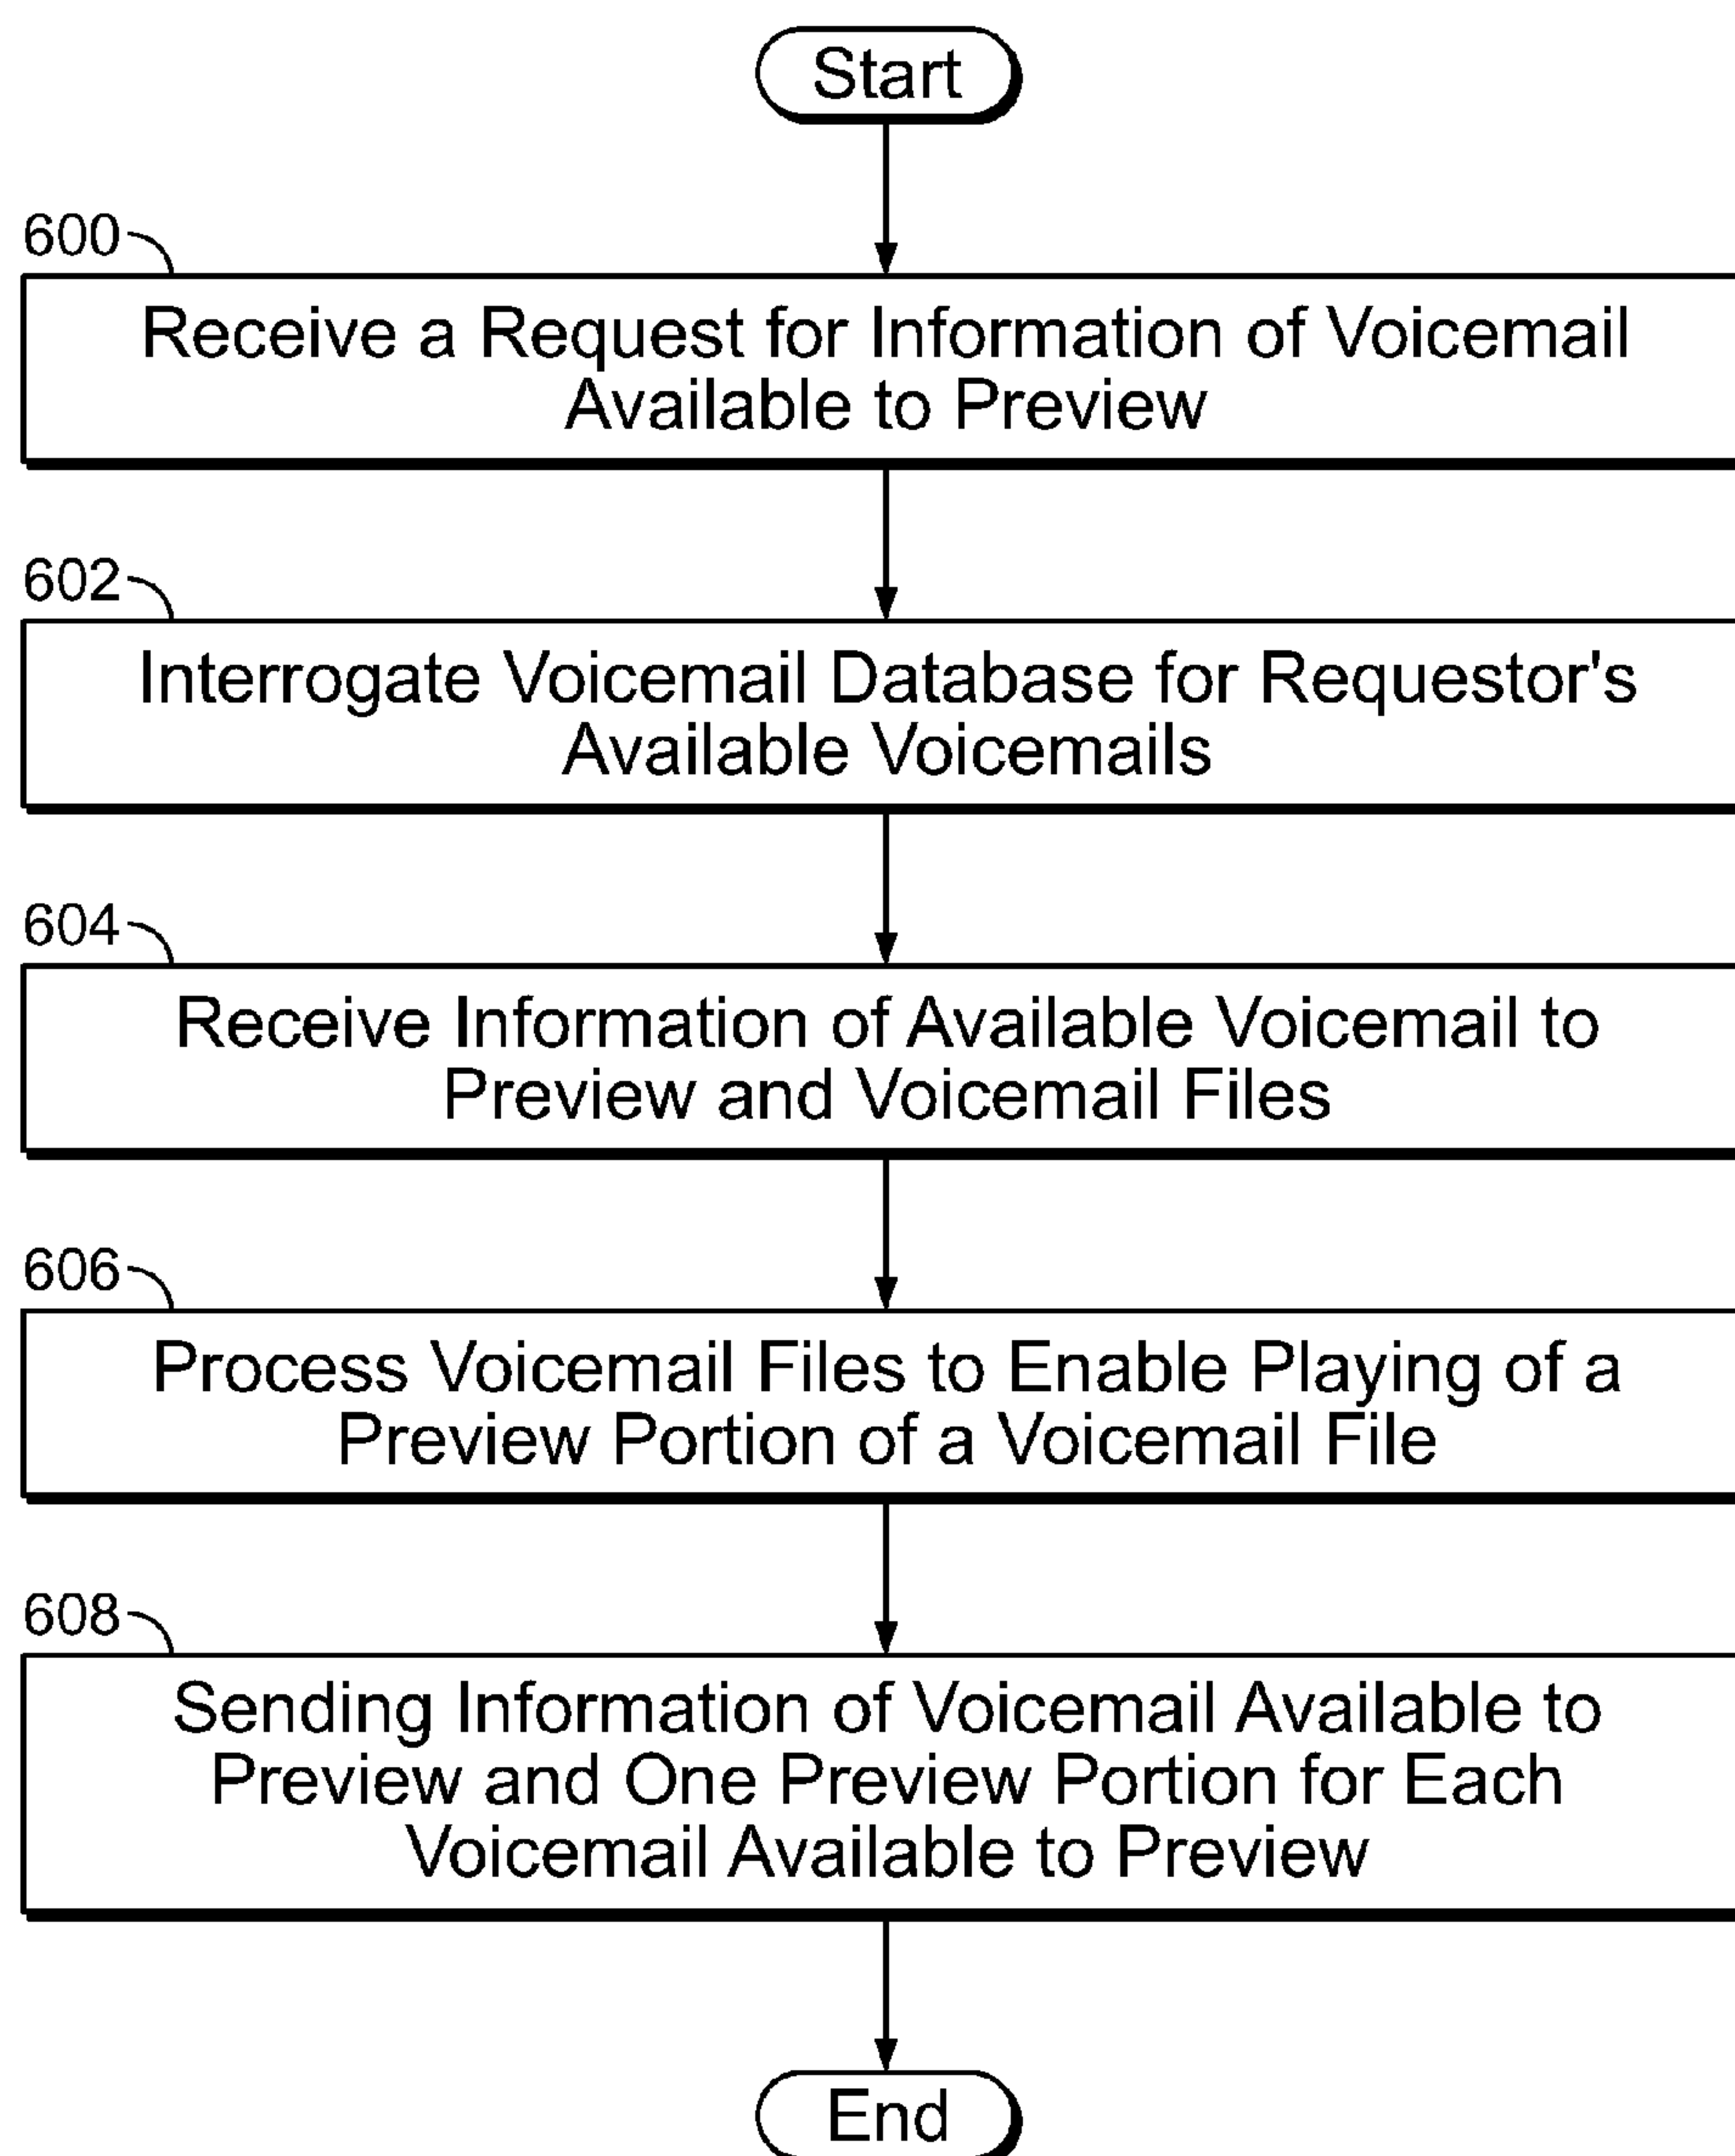 Start
600
Receive a Request for Information of Voicemail
Available to Preview
602
Interrogate Voicemail Database for Requestor's
Available Voicemails
604
Receive Information of Available Voicemail to
Preview and Voicemail Files
606
Process Voicemail Files to Enable Playing of a
Preview Portion of a Voicemail File
608
Sending Information of Voicemail Available to
Preview and One Preview Portion for Each
Voicemail Available to Preview
End